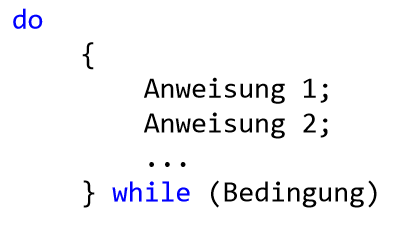 do
{
Anweisung 1;
Anweisung 2;
...
} while (Bedingung)